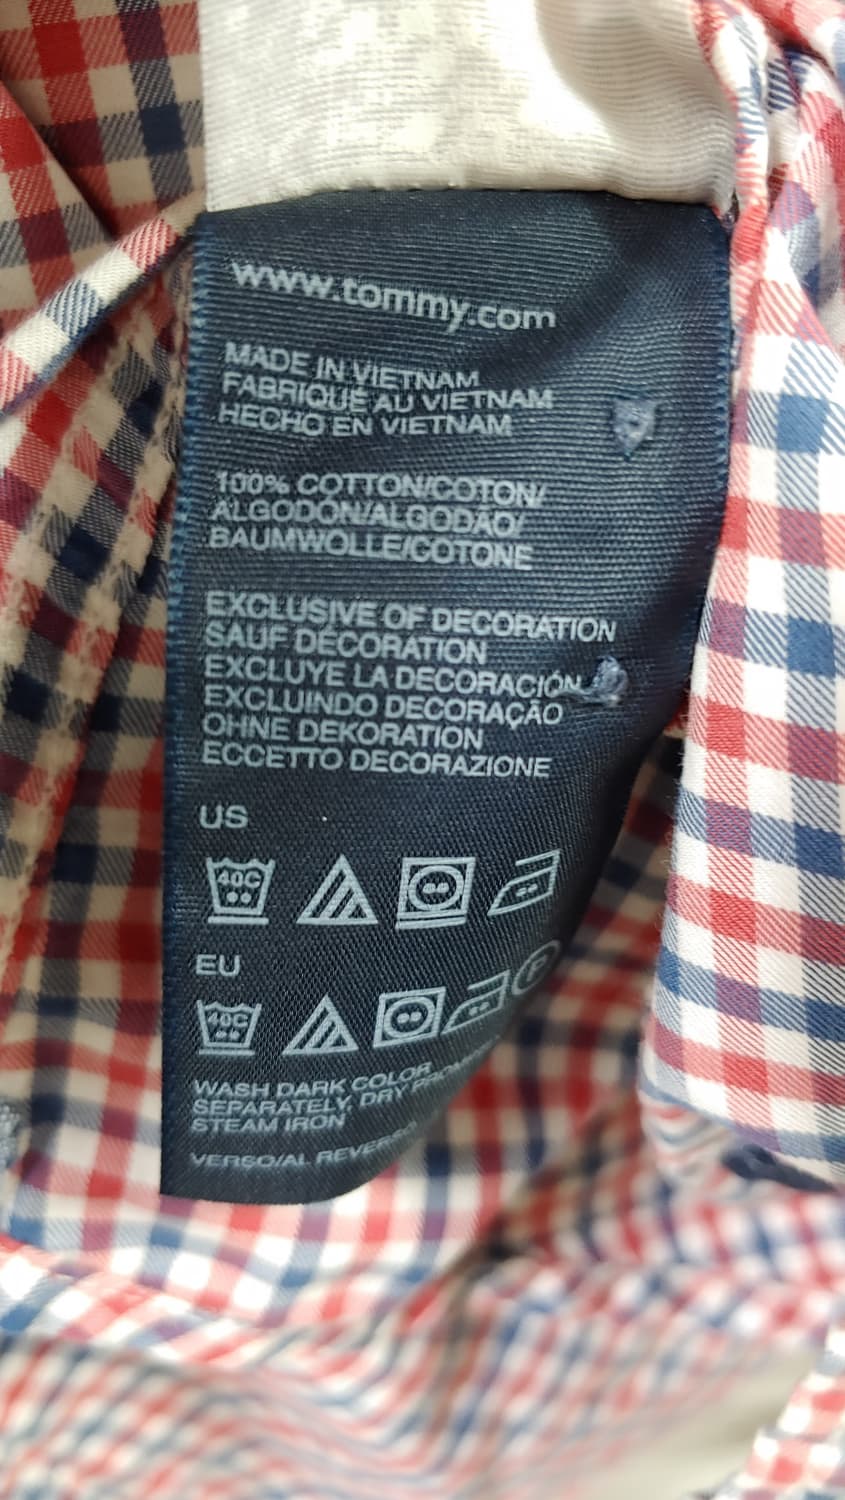 www.tommy.com
MADE IN VIETNAM
FABRIQUÉ AU VIETNAM
HECHO EN VIETNAM
100% COTTON/COTON/
ALGODÓN/ALGODÃO/
BAUMWOLLE/COTONE
EXCLUSIVE OF DECORATION
SAUF DÉCORATION
EXCLUYE LA DECORACIÓN
EXCLUINDO DECORAÇÃO
OHNE DEKORATION
ECCETTO DECORAZIONE
US
40C
EU
40C
WASH DARK COLOR
SEPARATELY, DRY
STEAM IRON
VERSO/AL